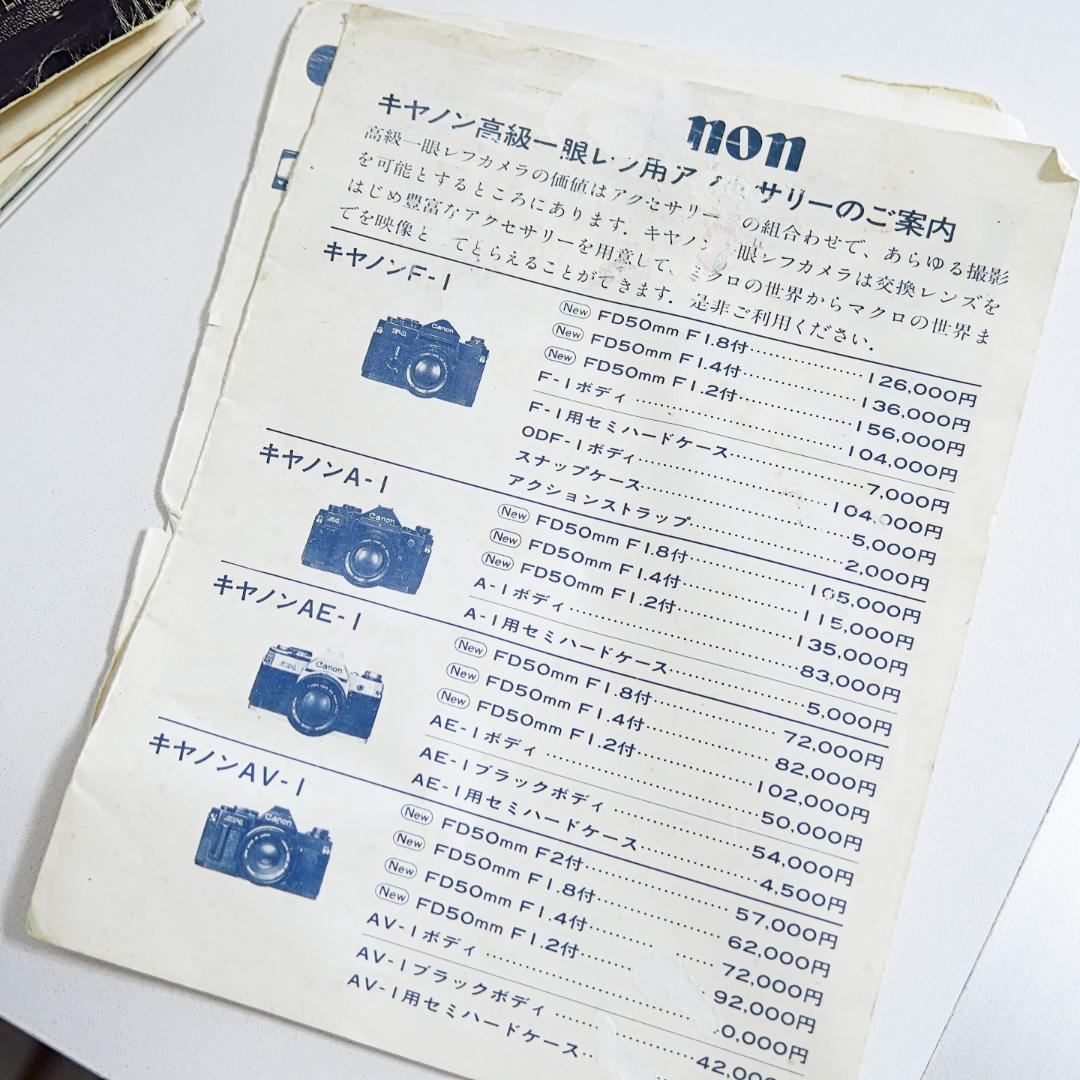 non
キヤノン高級一眼レフ用アクセサリーのご案内
高級一眼レフカメラの価値はアクセサリー の組合わせで、あらゆる撮影
を可能とするところにあります。キヤノン一眼レフカメラは交換レンズを
はじめ豊富なアクセサリーを用意して、ミクロの世界からマクロの世界ま
でを映像と てとらえることができます。是非ご利用ください。
キヤノンF-1
New FD50mm F1.8付 126,000円
New FD50mm F1.4付 136,000円
New FD50mm F1.2付 156,000円
F-1ボディ 104,000円
F-1用セミハードケース 7,000円
ODF-1ボディ 104,000円
スナップケース 5,000円
アクションストラップ 2,000円
キヤノンA-1
New FD50mm F1.8付 105,000円
New FD50mm F1.4付 115,000円
New FD50mm F1.2付 135,000円
A-1ボディ 83,000円
A-1用セミハードケース 5,000円
キヤノンAE-1
New FD50mm F1.8付 72,000円
New FD50mm F1.4付 82,000円
New FD50mm F1.2付 102,000円
AE-1ボディ 50,000円
AE-1ブラックボディ 54,000円
AE-1用セミハードケース 4,500円
キヤノンAV-1
New FD50mm F2付 57,000円
New FD50mm F1.8付 62,000円
New FD50mm F1.4付 72,000円
New FD50mm F1.2付 92,000円
AV-1ボディ 0,000円
AV-1ブラックボディ 42,000
AV-1用セミハードケース
Canon
Canon
Canon
Canon